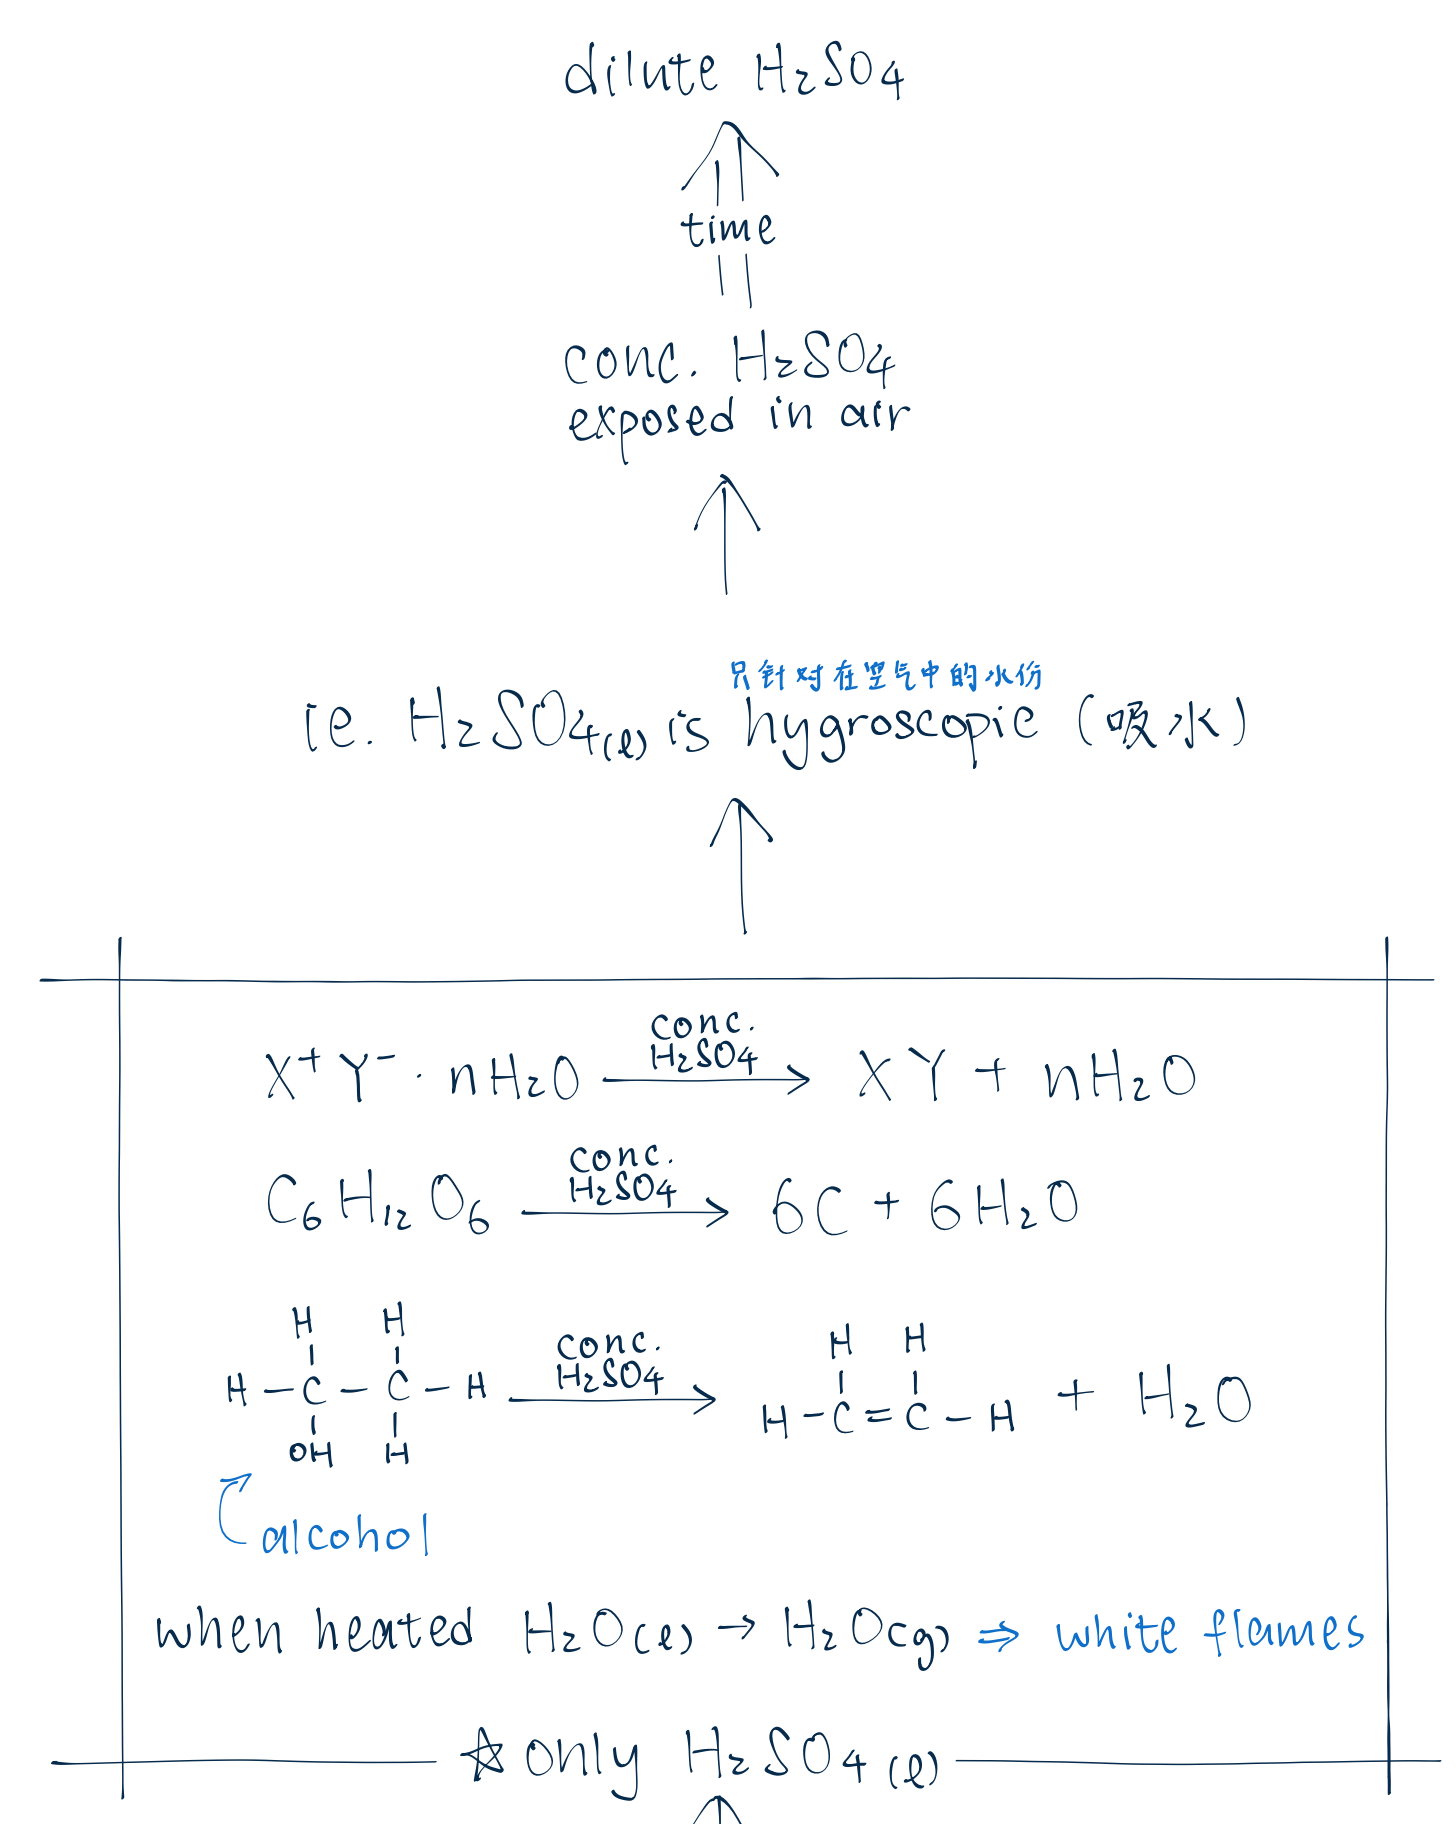 dilute H₂SO₄
time
conc. H₂SO₄
exposed in air
只针对在空气中的水份
ie. H₂SO₄(l) is hygroscopic (吸水)
X⁺Y⁻ · nH₂O conc. H₂SO₄ → XY + nH₂O
C₆H₁₂O₆ conc. H₂SO₄ → 6C + 6H₂O
H H
H – C – C – H conc. H₂SO₄ → H H
OH H H – C = C – H + H₂O
alcohol
when heated H₂O(l) → H₂O(g) ⇒ white flames
☆ only H₂SO₄(l)